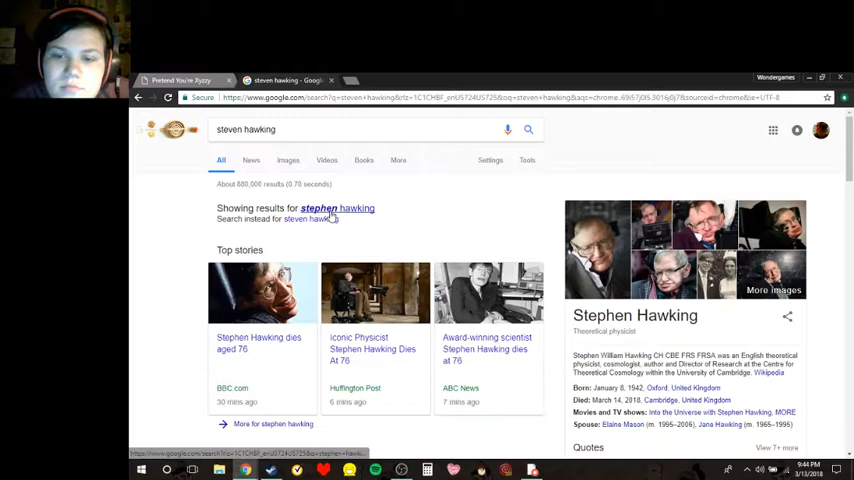 Wondergames
Pretend You're Xyzzy
steven hawking - Goog
Secure
steven hawking
All
News
Images
Videos
Books
More
Settings
Tools
About 880,000 results (0.70 seconds)
Showing results for stephen hawking
Search instead for steven hawking
Top stories
Stephen Hawking dies
aged 76
BBC.com
30 mins ago
Iconic Physicist
Stephen Hawking Dies
At 76
Huffington Post
6 mins ago
Award-winning scientist
Stephen Hawking dies
at 76
ABC News
7 mins ago
More for stephen hawking
More images
Stephen Hawking
Theoretical physicist
Stephen William Hawking CH CBE FRS FRSA was an English theoretical
physicist, cosmologist, author and Director of Research at the Centre for
Theoretical Cosmology within the University of Cambridge. Wikipedia
Born: January 8, 1942, Oxford, United Kingdom
Died: March 14, 2018, Cambridge, United Kingdom
Movies and TV shows: Into the Universe with Stephen Hawking, MORE
Spouse: Elaine Mason (m. 1995–2006), Jane Hawking (m. 1965–1995)
Quotes
View 7+ more
9:44 PM
3/13/2018